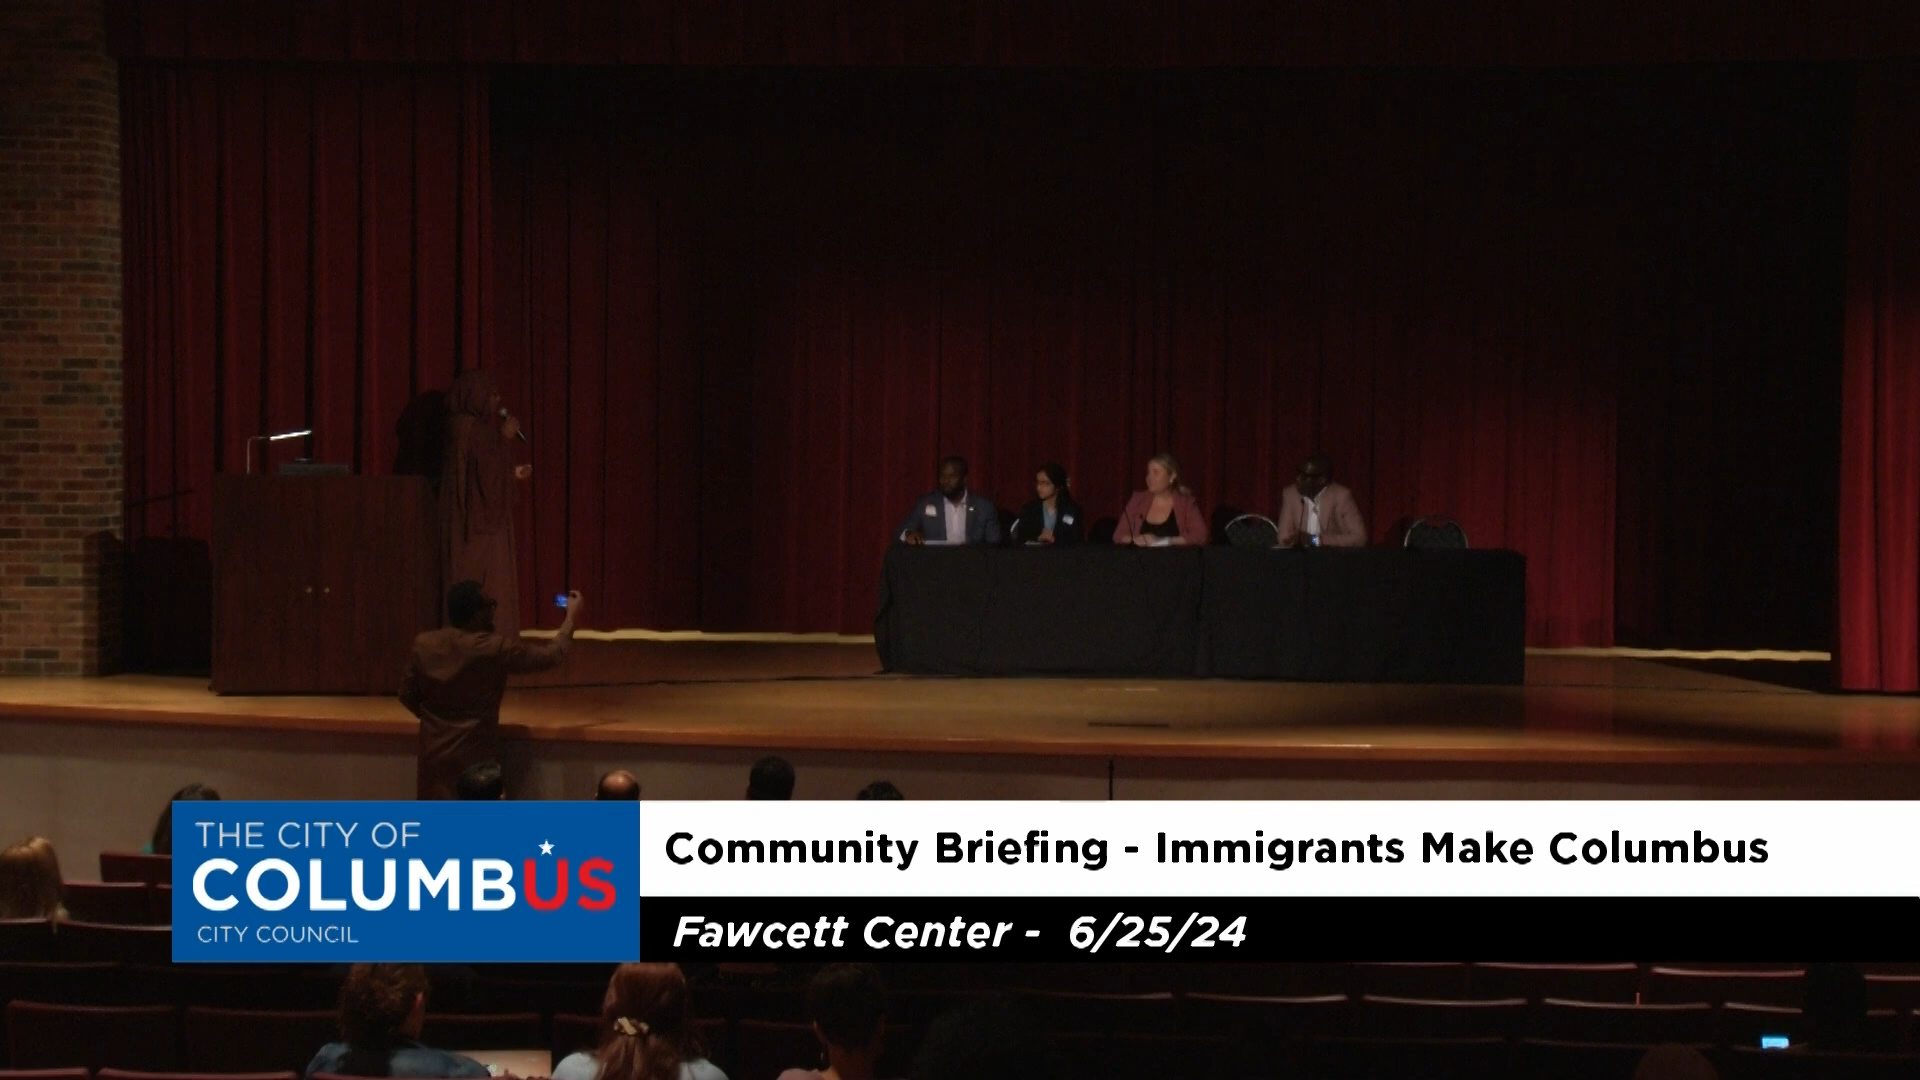 THE CITY OF
COLUMBUS
CITY COUNCIL
Community Briefing - Immigrants Make Columbus
Fawcett Center - 6/25/24